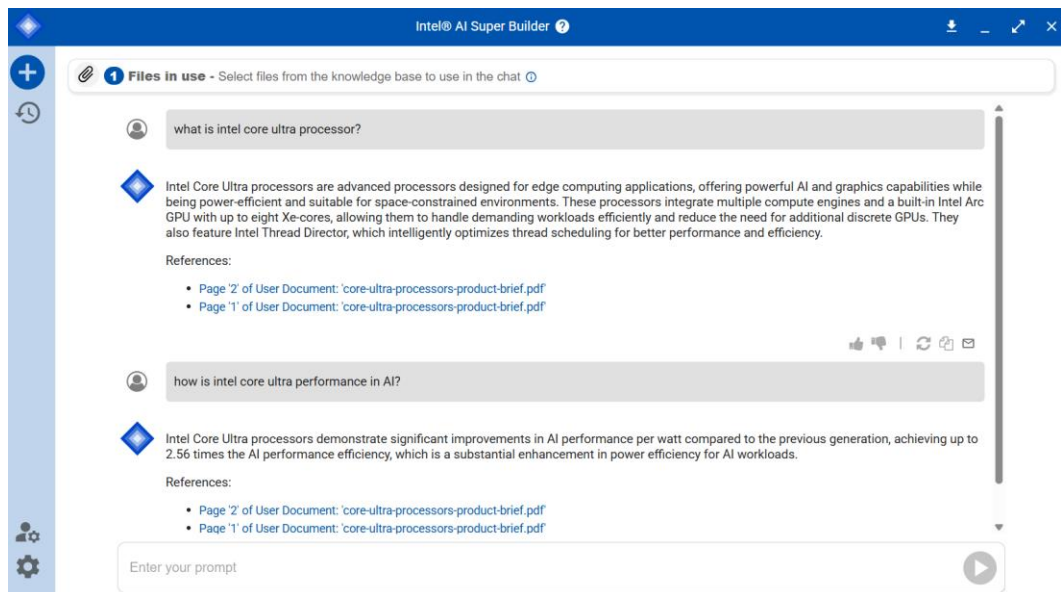 Intel® AI Super Builder ?
1 Files in use - Select files from the knowledge base to use in the chat
what is intel core ultra processor?
Intel Core Ultra processors are advanced processors designed for edge computing applications, offering powerful AI and graphics capabilities while
being power-efficient and suitable for space-constrained environments. These processors integrate multiple compute engines and a built-in Intel Arc
GPU with up to eight Xe-cores, allowing them to handle demanding workloads efficiently and reduce the need for additional discrete GPUs. They
also feature Intel Thread Director, which intelligently optimizes thread scheduling for better performance and efficiency.
References:
• Page '2' of User Document: 'core-ultra-processors-product-brief.pdf'
• Page '1' of User Document: 'core-ultra-processors-product-brief.pdf'
how is intel core ultra performance in AI?
Intel Core Ultra processors demonstrate significant improvements in AI performance per watt compared to the previous generation, achieving up to
2.56 times the AI performance efficiency, which is a substantial enhancement in power efficiency for AI workloads.
References:
• Page '2' of User Document: 'core-ultra-processors-product-brief.pdf'
• Page '1' of User Document: 'core-ultra-processors-product-brief.pdf'
Enter your prompt